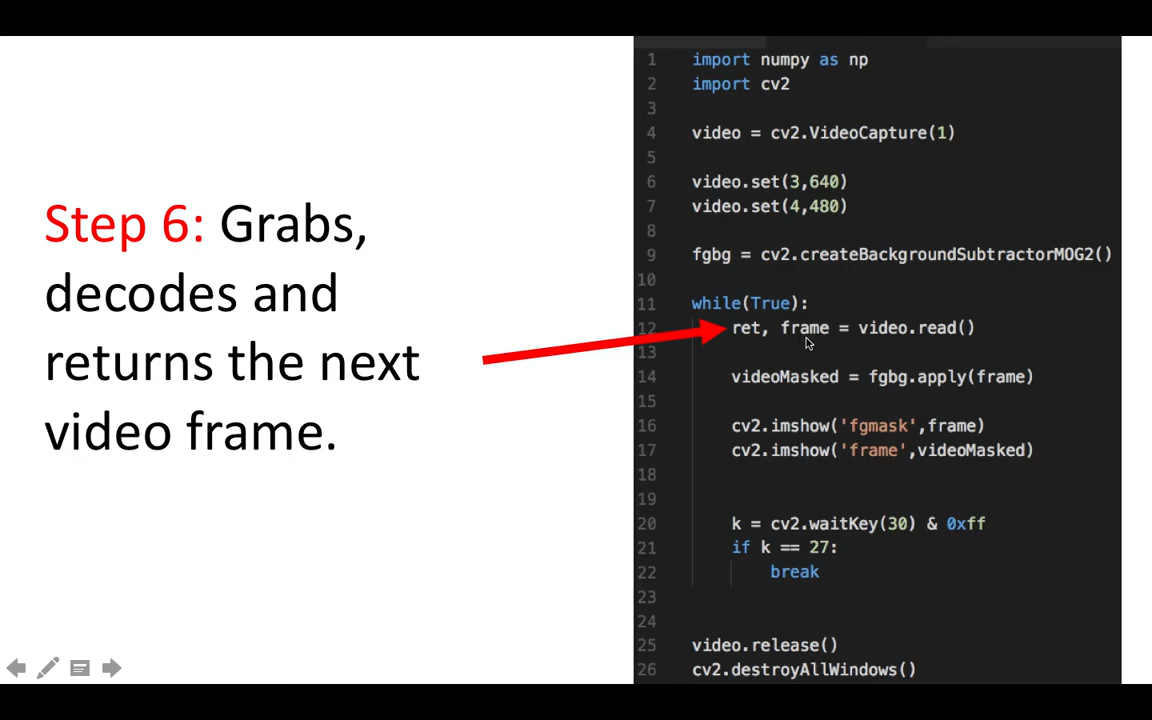 Step 6: Grabs,
decodes and
returns the next
video frame.
1 import numpy as np
2 import cv2
3
4 video = cv2.VideoCapture(1)
5
6 video.set(3,640)
7 video.set(4,480)
8
9 fgbg = cv2.createBackgroundSubtractorMOG2()
10
11 while(True):
12 ret, frame = video.read()
13
14 videoMasked = fgbg.apply(frame)
15
16 cv2.imshow('fgmask',frame)
17 cv2.imshow('frame',videoMasked)
18
19
20 k = cv2.waitKey(30) & 0xff
21 if k == 27:
22 break
23
24
25 video.release()
26 cv2.destroyAllWindows()